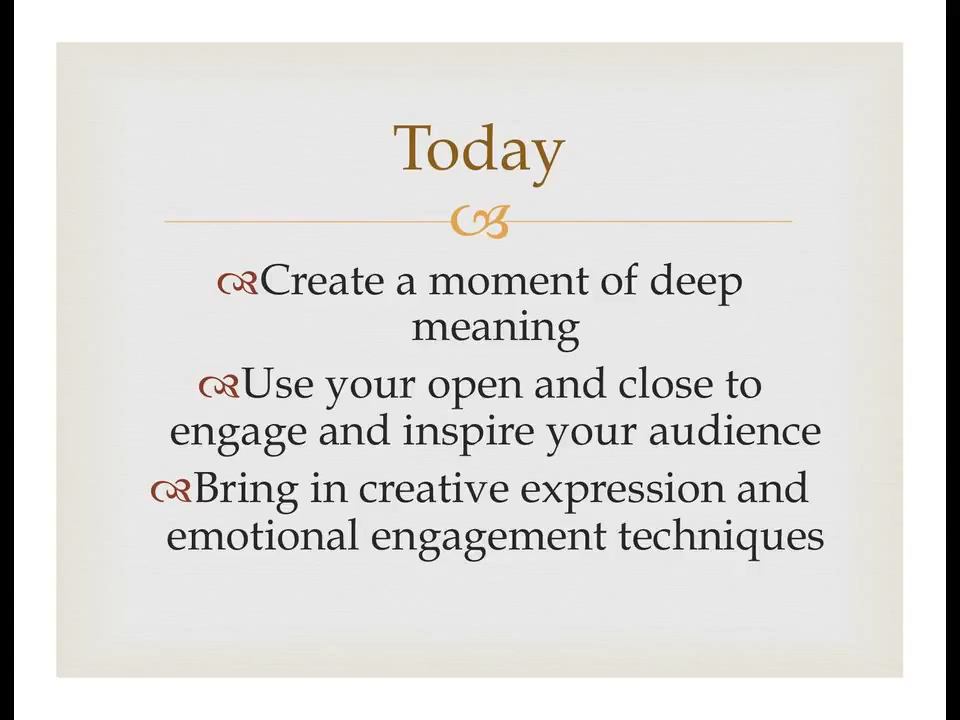 Today
Create a moment of deep
meaning
Use your open and close to
engage and inspire your audience
Bring in creative expression and
emotional engagement techniques